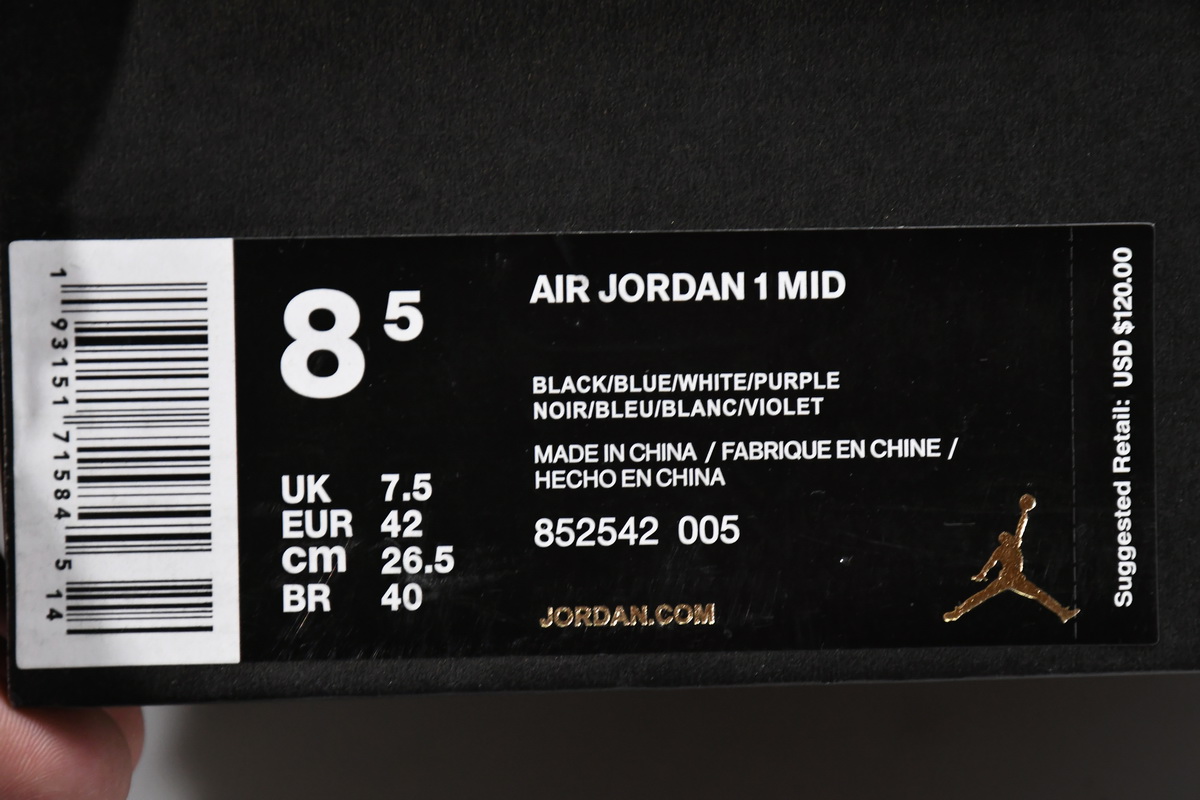 1 93151 71584 5 14
8 5
UK 7.5
EUR 42
cm 26.5
BR 40
AIR JORDAN 1 MID
BLACK/BLUE/WHITE/PURPLE
NOIR/BLEU/BLANC/VIOLET
MADE IN CHINA / FABRIQUE EN CHINE /
HECHO EN CHINA
852542 005
JORDAN.COM
Suggested Retail: USD $120.00